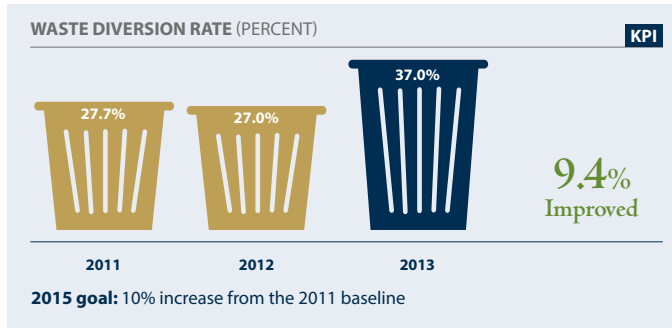 WASTE DIVERSION RATE (PERCENT)
KPI
27.7%
27.0%
37.0%
9.4%
Improved
2011
2012
2013
2015 goal: 10% increase from the 2011 baseline